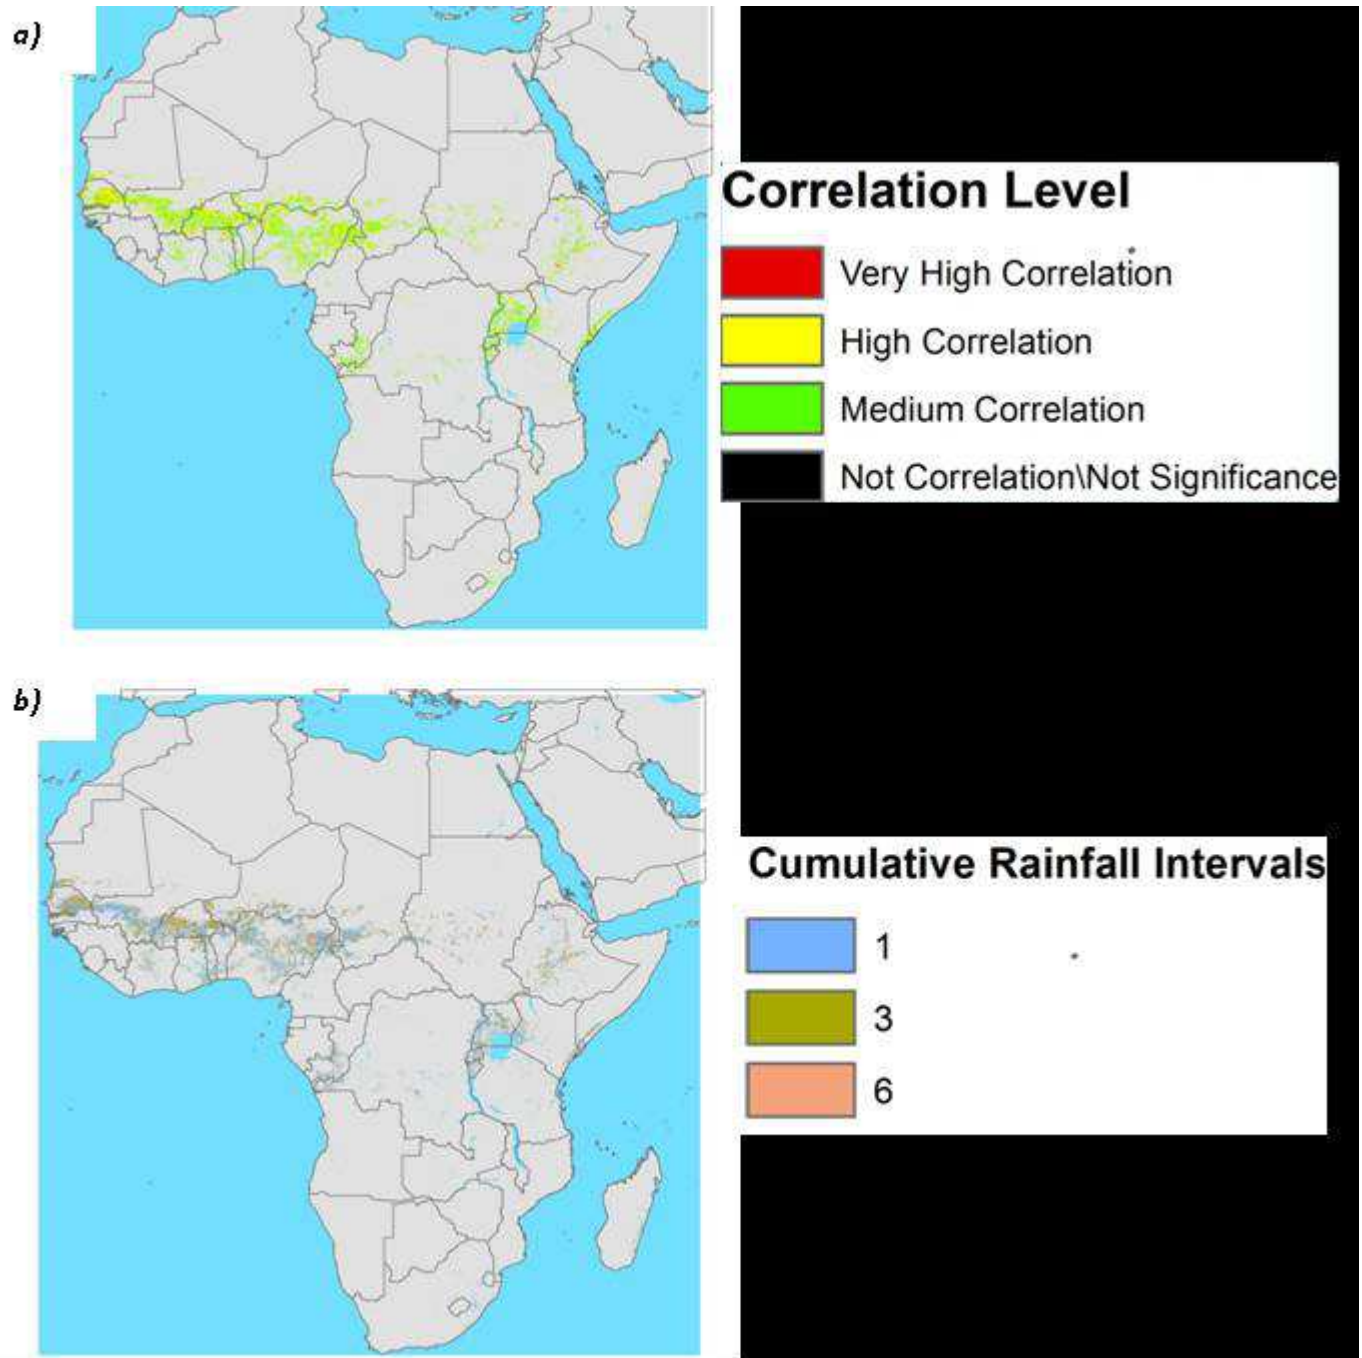 a)
Correlation Level
Very High Correlation
High Correlation
Medium Correlation
Not Correlation\Not Significance
b)
Cumulative Rainfall Intervals
1
3
6